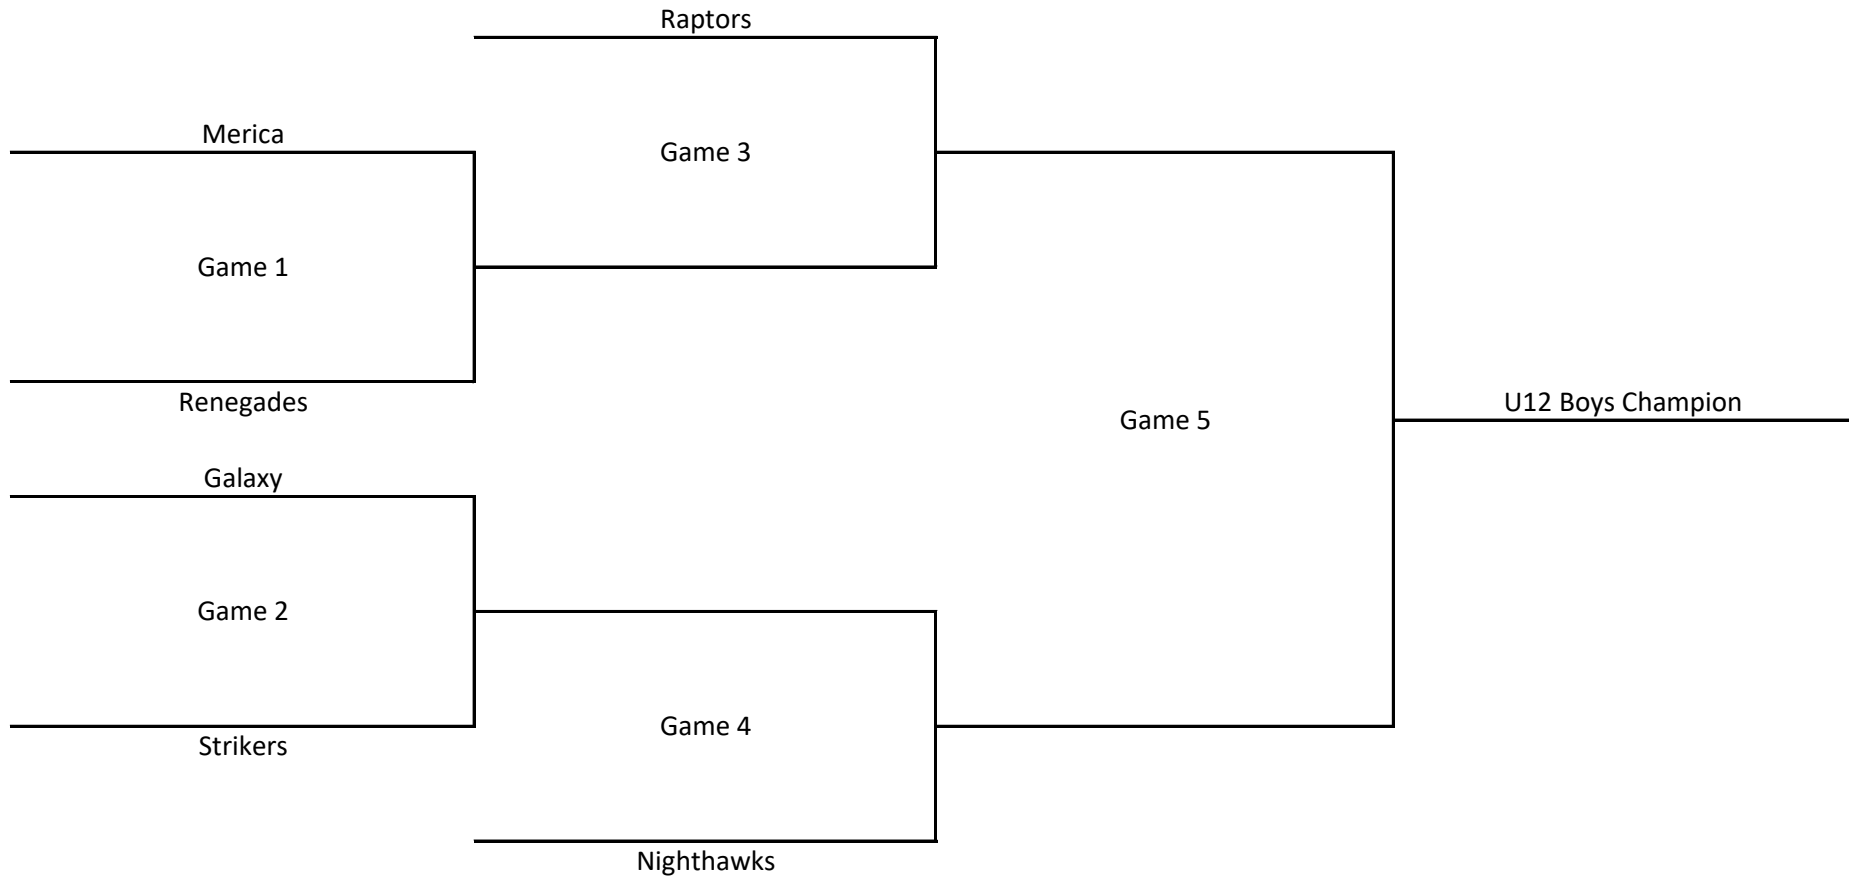 Raptors
Merica
Game 3
Game 1
Renegades
U12 Boys Champion
Game 5
Galaxy
Game 2
Game 4
Strikers
Nighthawks